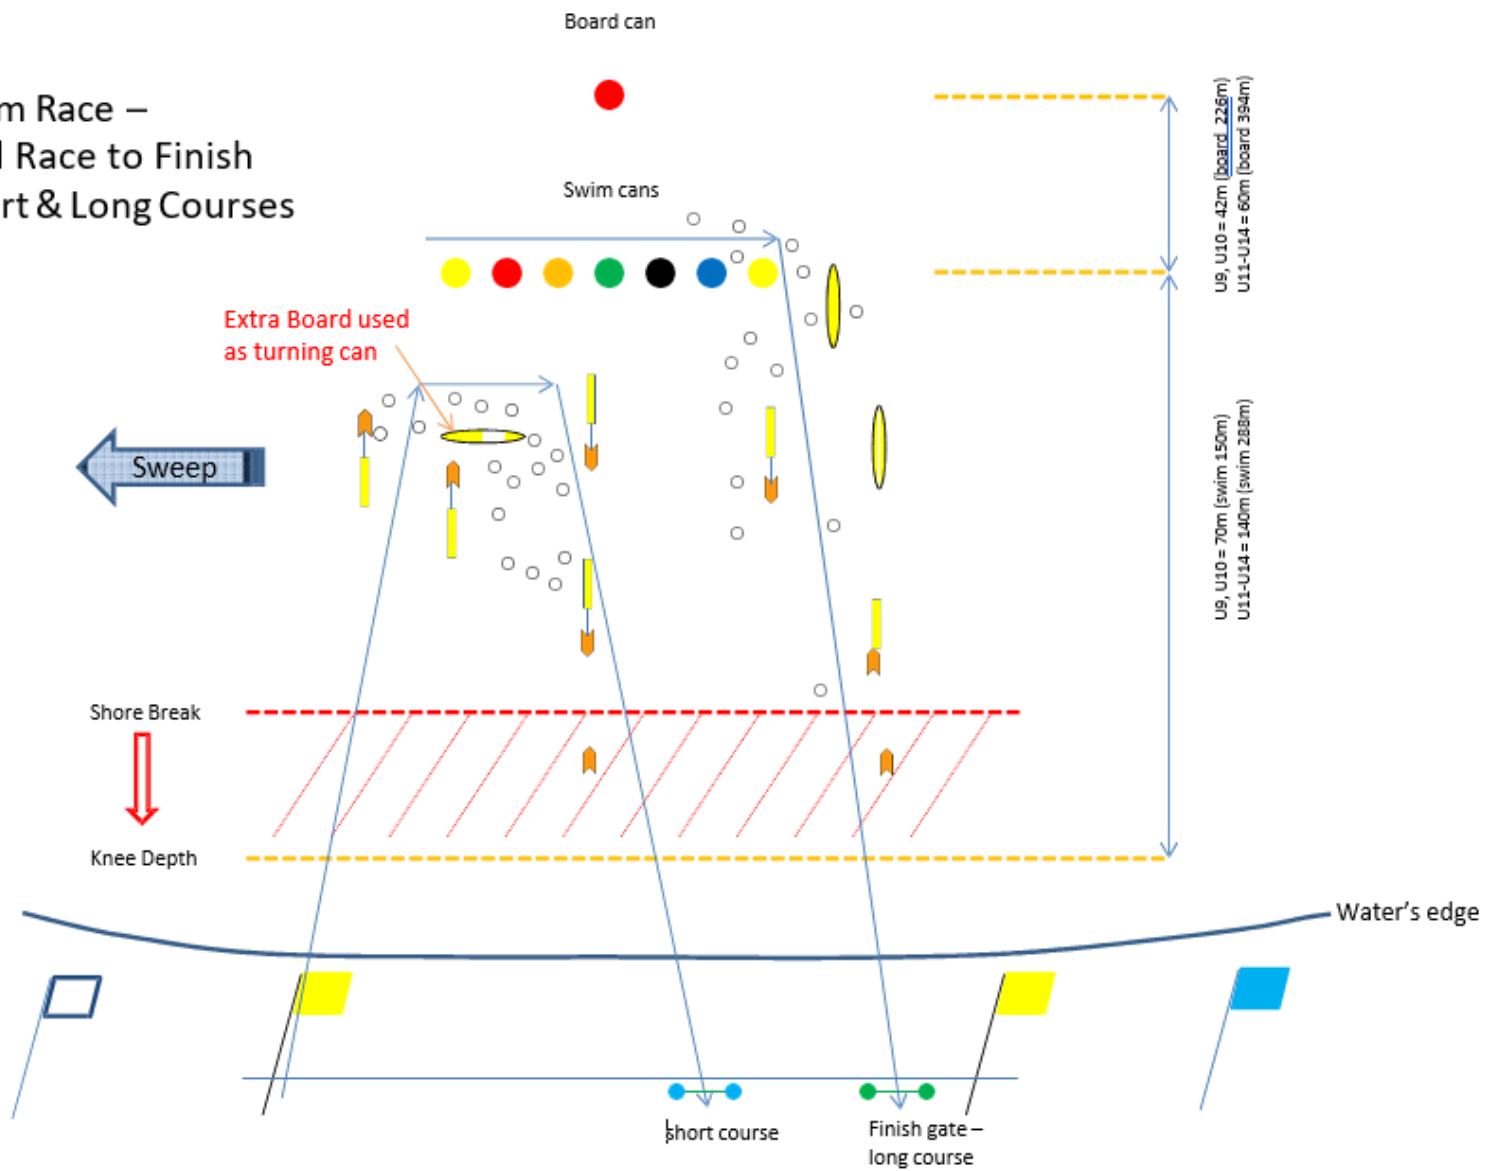 Board can
m Race –
Race to Finish
rt & Long Courses
Swim cans
Extra Board used
as turning can
Sweep
U9, U10 = 42m (board 226m)
U11-U14 = 60m (board 394m)
U9, U10 = 70m (swim 150m)
U11-U14 = 140m (swim 288m)
Shore Break
Knee Depth
Water's edge
short course
Finish gate –
long course